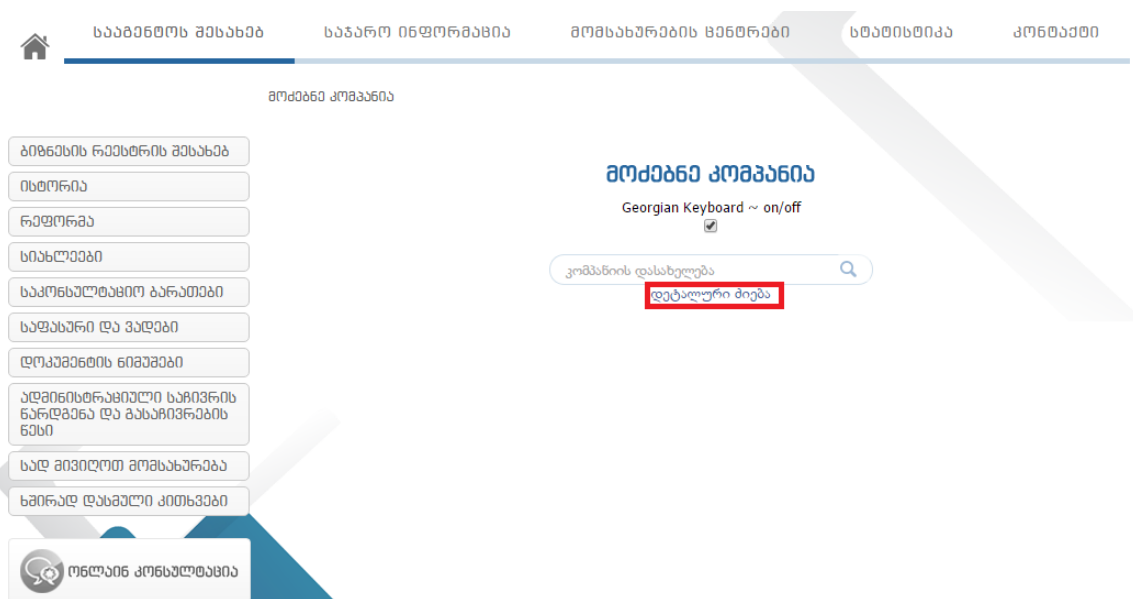 სააგენტოს შესახებ
საჯარო ინფორმაცია
მომსახურების ცენტრები
სტატისტიკა
კონტაქტი
მოძებნე კომპანია
ბიზნესის რეესტრის შესახებ
ისტორია
რეფორმა
სიახლეები
საკონსულტაციო ბარათები
საფასური და ვადები
დოკუმენტის ნიმუშები
ადმინისტრაციული საჩივრის
წარდგენა და გასაჩივრების
წესი
სად მივიღოთ მომსახურება
ხშირად დასმული კითხვები
ონლაინ კონსულტაცია
მოძებნე კომპანია
Georgian Keyboard ~ on/off
კომპანიის დასახელება
დეტალური ძიება